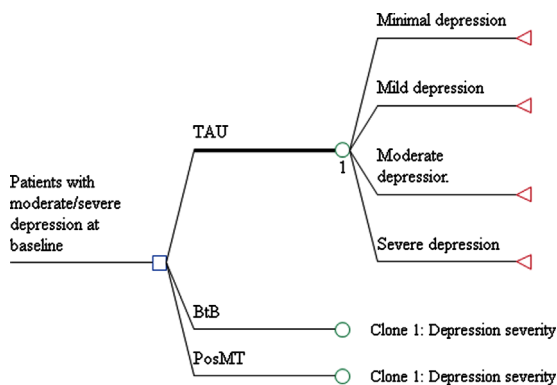 Minimal depression
Mild depression
TAU
1
Moderate
depression.
Severe depression
Patients with
moderate/severe
depression at
baseline
BtB
Clone 1: Depression severity
PosMT
Clone 1: Depression severity